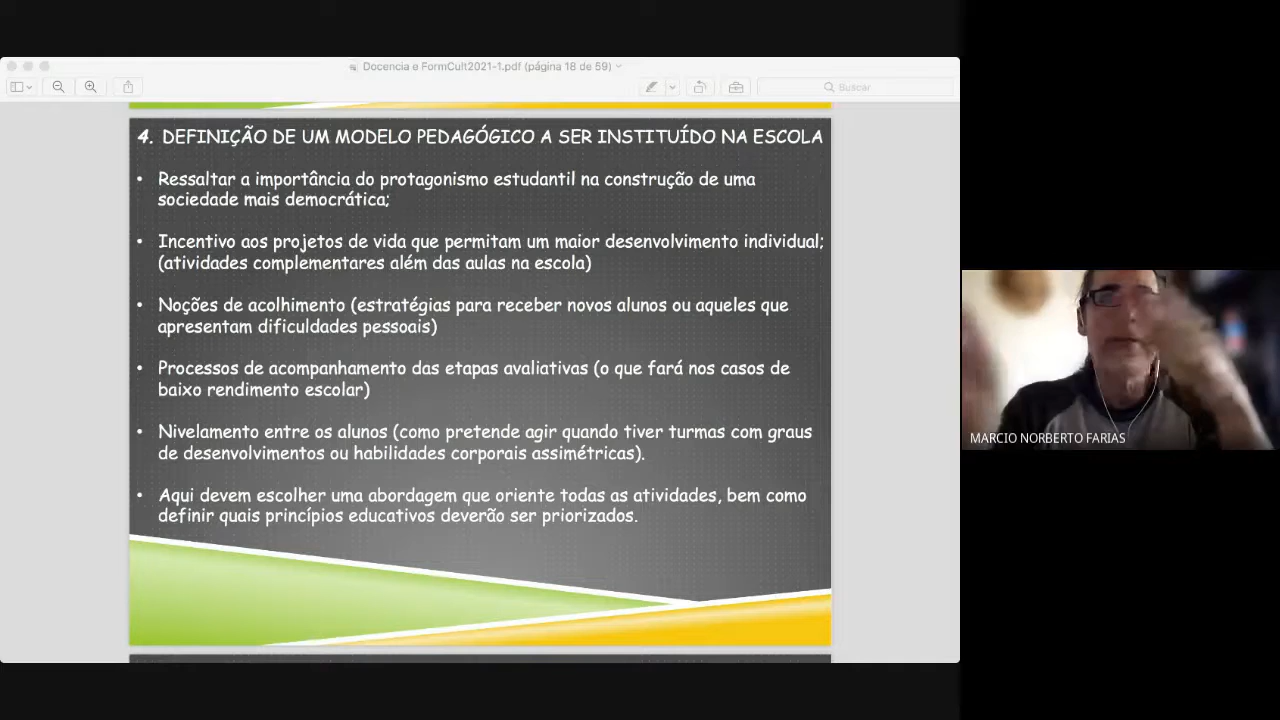 Docencia e FormCult2021-1.pdf (página 18 de 59)
Buscar
4. DEFINIÇÃO DE UM MODELO PEDAGÓGICO A SER INSTITUÍDO NA ESCOLA
• Ressaltar a importância do protagonismo estudantil na construção de uma
sociedade mais democrática;
• Incentivo aos projetos de vida que permitam um maior desenvolvimento individual;
(atividades complementares além das aulas na escola)
• Noções de acolhimento (estratégias para receber novos alunos ou aqueles que
apresentam dificuldades pessoais)
• Processos de acompanhamento das etapas avaliativas (o que fará nos casos de
baixo rendimento escolar)
• Nivelamento entre os alunos (como pretende agir quando tiver turmas com graus
de desenvolvimentos ou habilidades corporais assimétricas).
• Aqui devem escolher uma abordagem que oriente todas as atividades, bem como
definir quais princípios educativos deverão ser priorizados.
MARCIO NORBERTO FARIAS